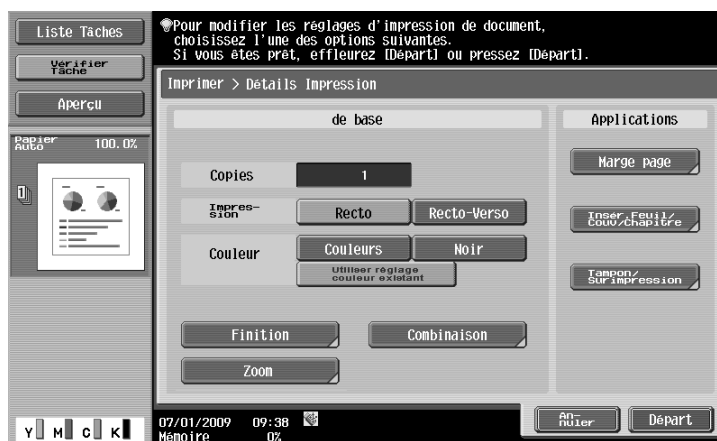 Liste Tâches
Vérifier
Tâche
Aperçu
Papier
Auto 100.0%
1
Pour modifier les réglages d'impression de document,
choisissez l'une des options suivantes.
Si vous êtes prêt, effleurez [Départ] ou pressez [Départ].
Imprimer > Détails Impression
de base
Copies 1
Impres-
sion
Recto Recto-Verso
Couleur
Couleurs Noir
Utiliser réglage
couleur existant
Finition Combinaison
Zoom
Applications
Marge page
Insér.Feuil/
Couv/Chapitre
Tampon/
Surimpression
Y M C K
07/01/2009 09:38
Mémoire 0%
An-
nuler
Départ